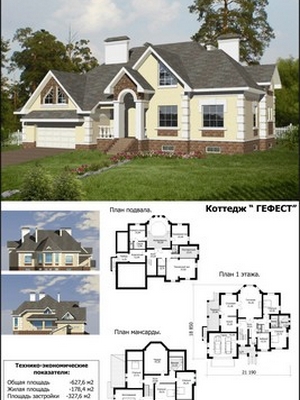 Коттедж " ГЕФЕСТ"
План подвала.
План 1 этажа.
18 850
21 190
План мансарды.
Технико-экономические
показатели:
Общая площадь -627,6 м2
Жилая площадь -178,4 м2
Площадь застройки -327,6 м2